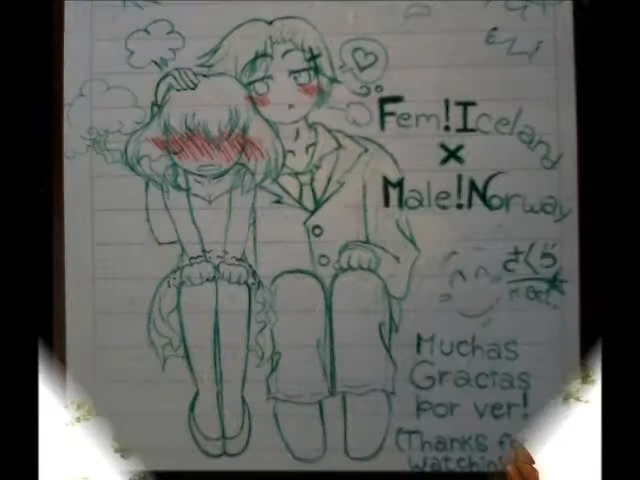 Fem!Iceland
x
Male!Norway
さくら
Muchas
Gracias
por ver!
(Thanks
watchin